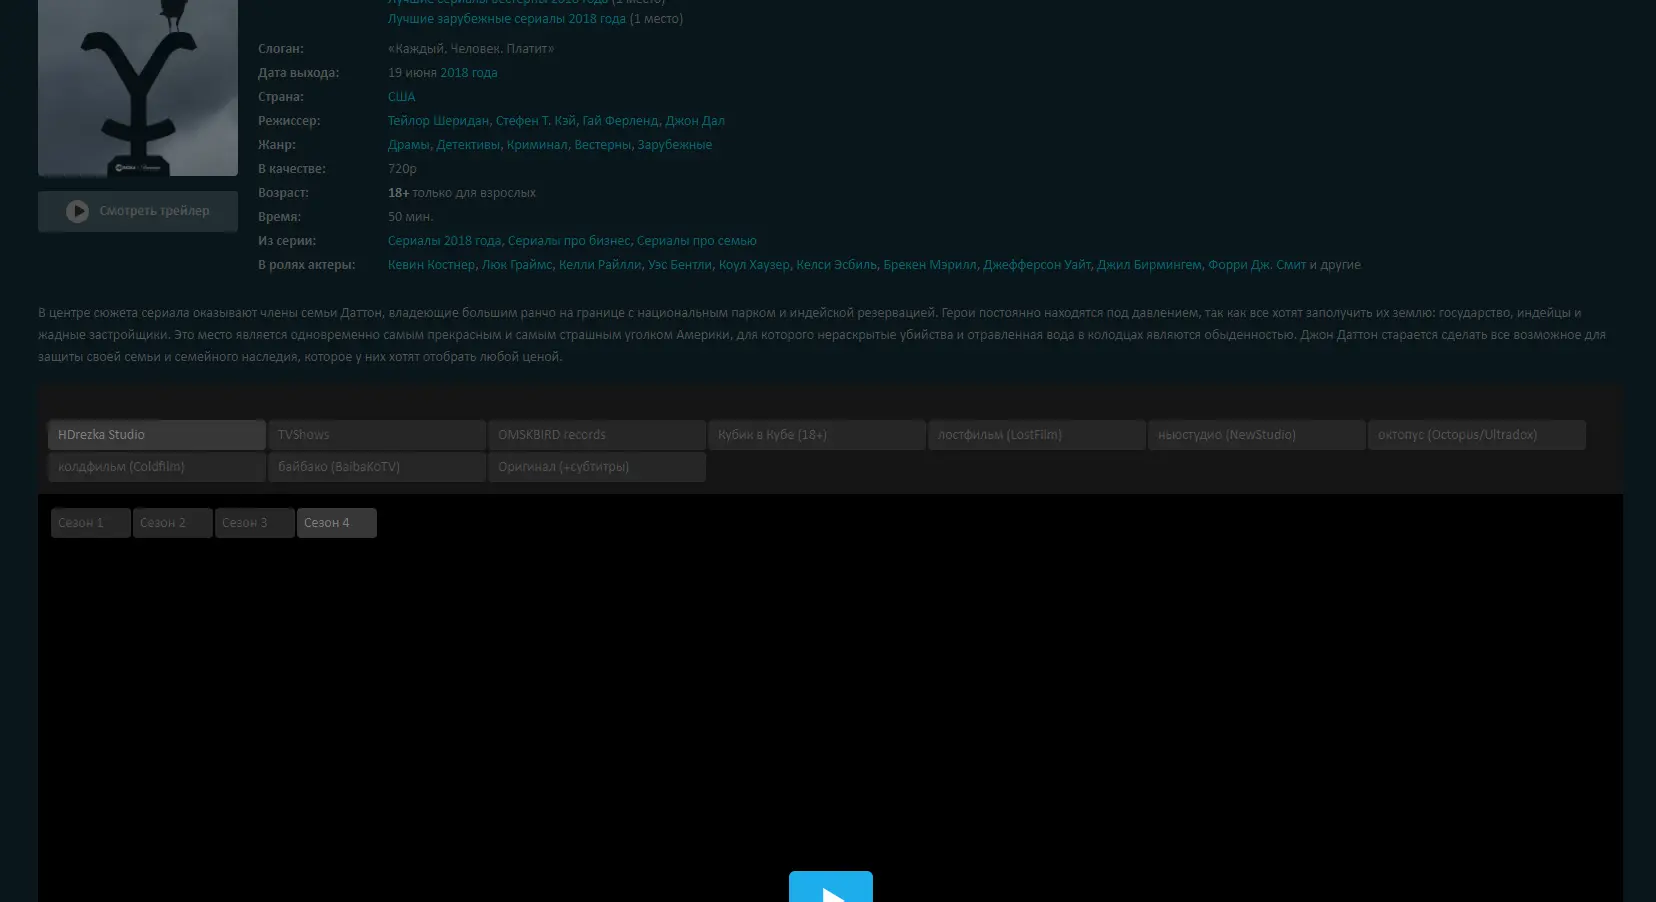 Лучшие сериалы вестерны 2018 года (1 место)
Лучшие зарубежные сериалы 2018 года (1 место)
Слоган: «Каждый. Человек. Платит»
Дата выхода: 19 июня 2018 года
Страна: США
Режиссер: Тейлор Шеридан, Стефен Т. Кэй, Гай Ферленд, Джон Дал
Жанр: Драмы, Детективы, Криминал, Вестерны, Зарубежные
В качестве: 720p
Возраст: 18+ только для взрослых
Смотреть трейлер
Время: 50 мин.
Из серии: Сериалы 2018 года, Сериалы про бизнес, Сериалы про семью
В ролях актеры: Кевин Костнер, Люк Граймс, Келли Райлли, Уэс Бентли, Коул Хаузер, Келси Эсбиль, Брекен Мэрилл, Джефферсон Уайт, Джил Бирмингем, Форри Дж. Смит и другие
В центре сюжета сериала оказывают члены семьи Даттон, владеющие большим ранчо на границе с национальным парком и индейской резервацией. Герои постоянно находятся под давлением, так как все хотят заполучить их землю: государство, индейцы и
жадные застройщики. Это место является одновременно самым прекрасным и самым страшным уголком Америки, для которого нераскрытые убийства и отравленная вода в колодцах являются обыденностью. Джон Даттон старается сделать все возможное для
защиты своей семьи и семейного наследия, которое у них хотят отобрать любой ценой.
HDrezka Studio TVShows OMSKBIRD records Кубик в Кубе (18+) лостфильм (LostFilm) ньюстудио (NewStudio) октопус (Octopus/Ultradox)
колдфильм (Coldfilm) байбако (BaibaKoTV) Оригинал (+субтитры)
Сезон 1 Сезон 2 Сезон 3 Сезон 4